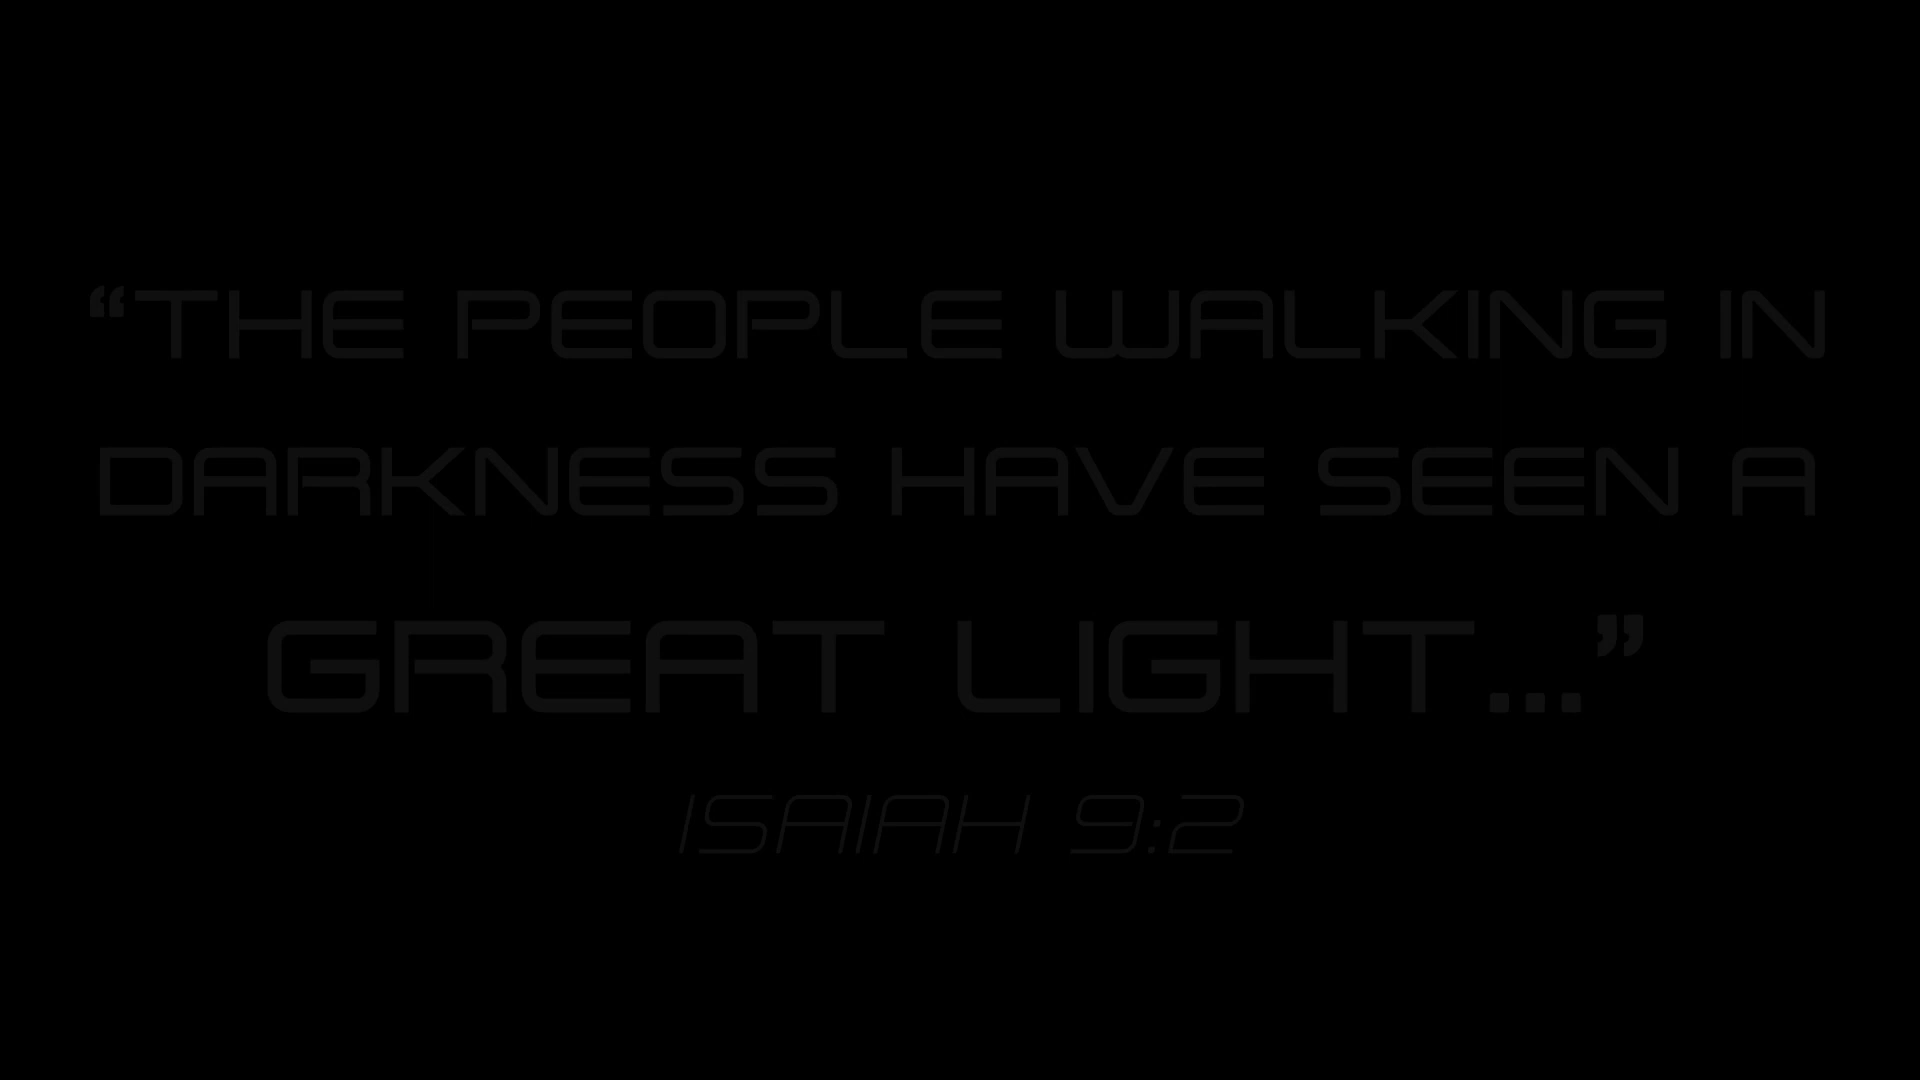 “THE PEOPLE WALKING IN
DARKNESS HAVE SEEN A
GREAT LIGHT...”
ISAIAH 9:2